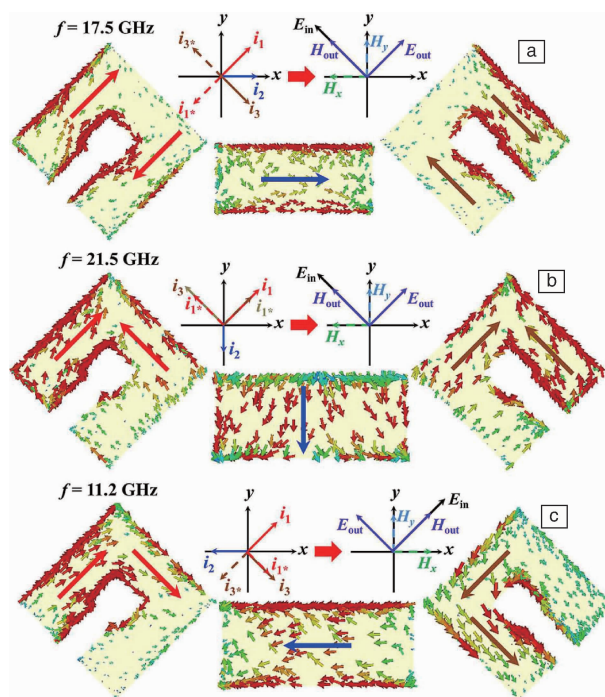 f = 17.5 GHz
y
i3*
i1
x
i2
i1*
i3
y
Ein
Hout
Hy
Eout
x
Hx
a
f = 21.5 GHz
y
i3
i1
i1*
i1*
x
i2
y
Ein
Hout
Hy
Eout
x
Hx
b
f = 11.2 GHz
y
i1
x
i2
i3*
i1*
i3
y
Ein
Eout
Hy
Hout
x
Hx
c